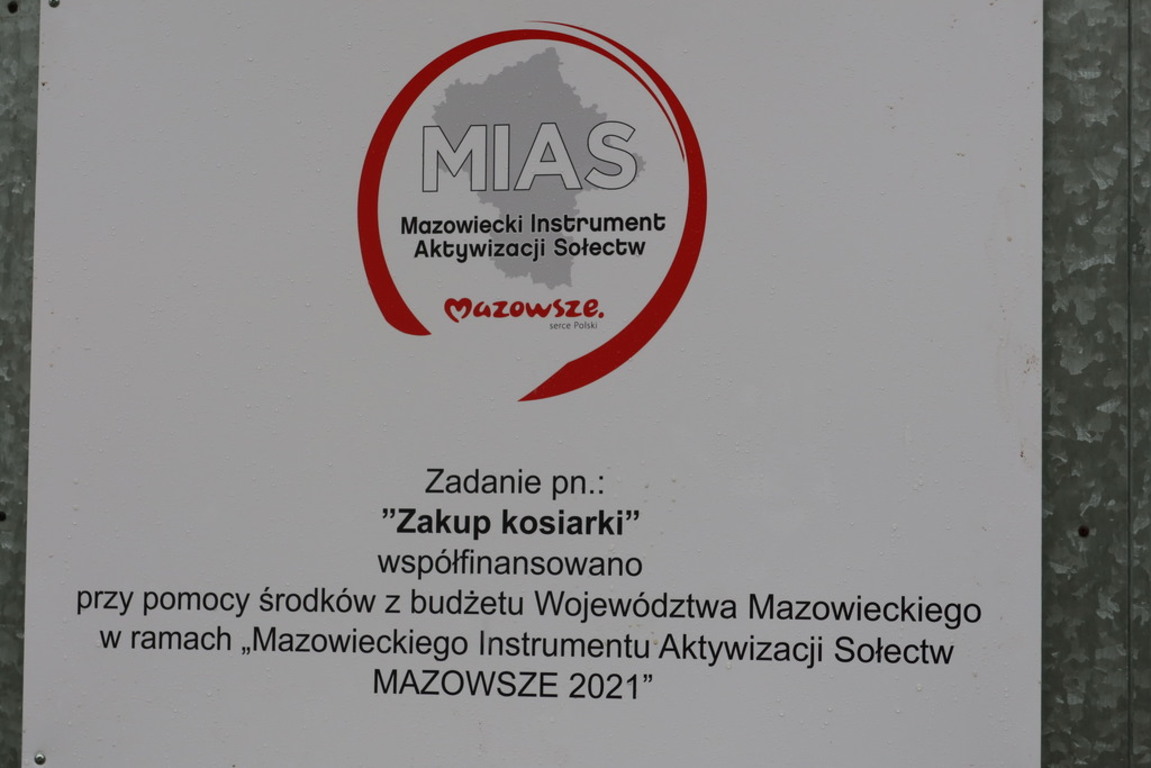 MIAS
Mazowiecki Instrument
Aktywizacji Sołectw
mazowsze.
serce Polski
Zadanie pn.:
”Zakup kosiarki”
współfinansowano
przy pomocy środków z budżetu Województwa Mazowieckiego
w ramach „Mazowieckiego Instrumentu Aktywizacji Sołectw
MAZOWSZE 2021”